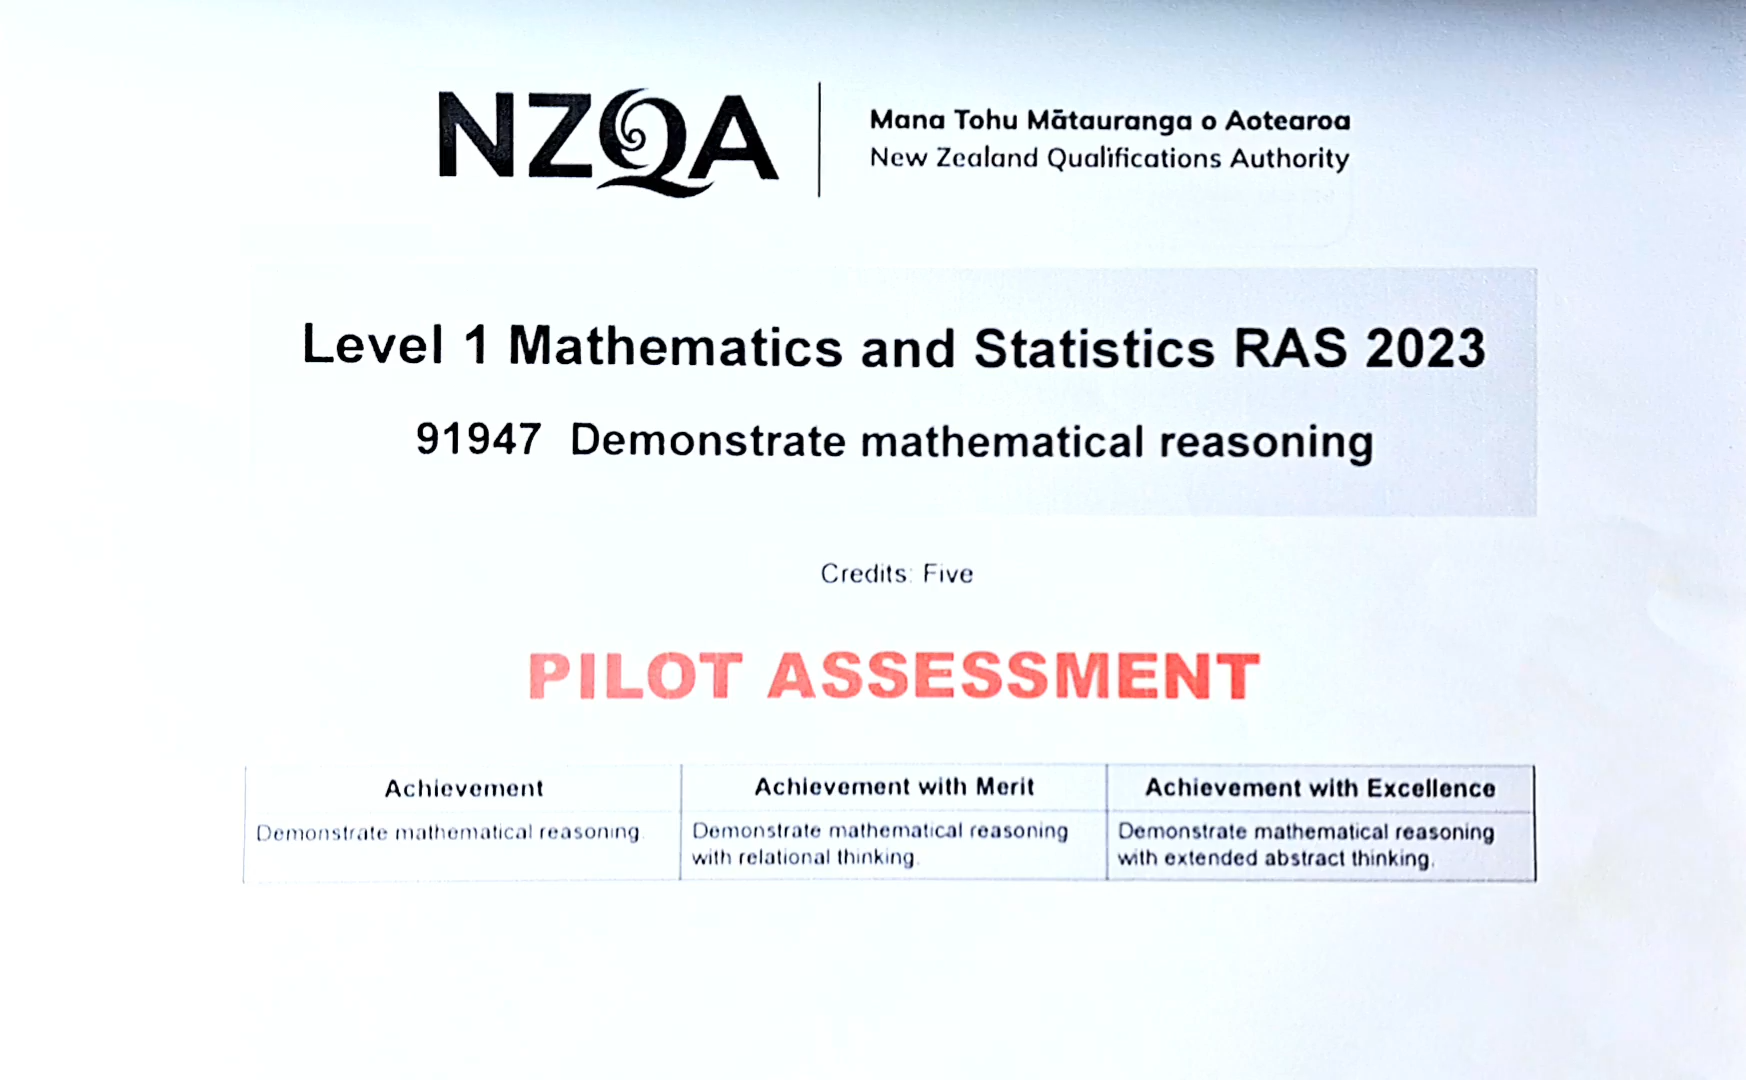 NZQA
Mana Tohu Mātauranga o Aotearoa
New Zealand Qualifications Authority
Level 1 Mathematics and Statistics RAS 2023
91947 Demonstrate mathematical reasoning
Credits: Five
PILOT ASSESSMENT
Achievement
Achievement with Merit
Achievement with Excellence
Demonstrate mathematical reasoning.
Demonstrate mathematical reasoning
with relational thinking.
Demonstrate mathematical reasoning
with extended abstract thinking.